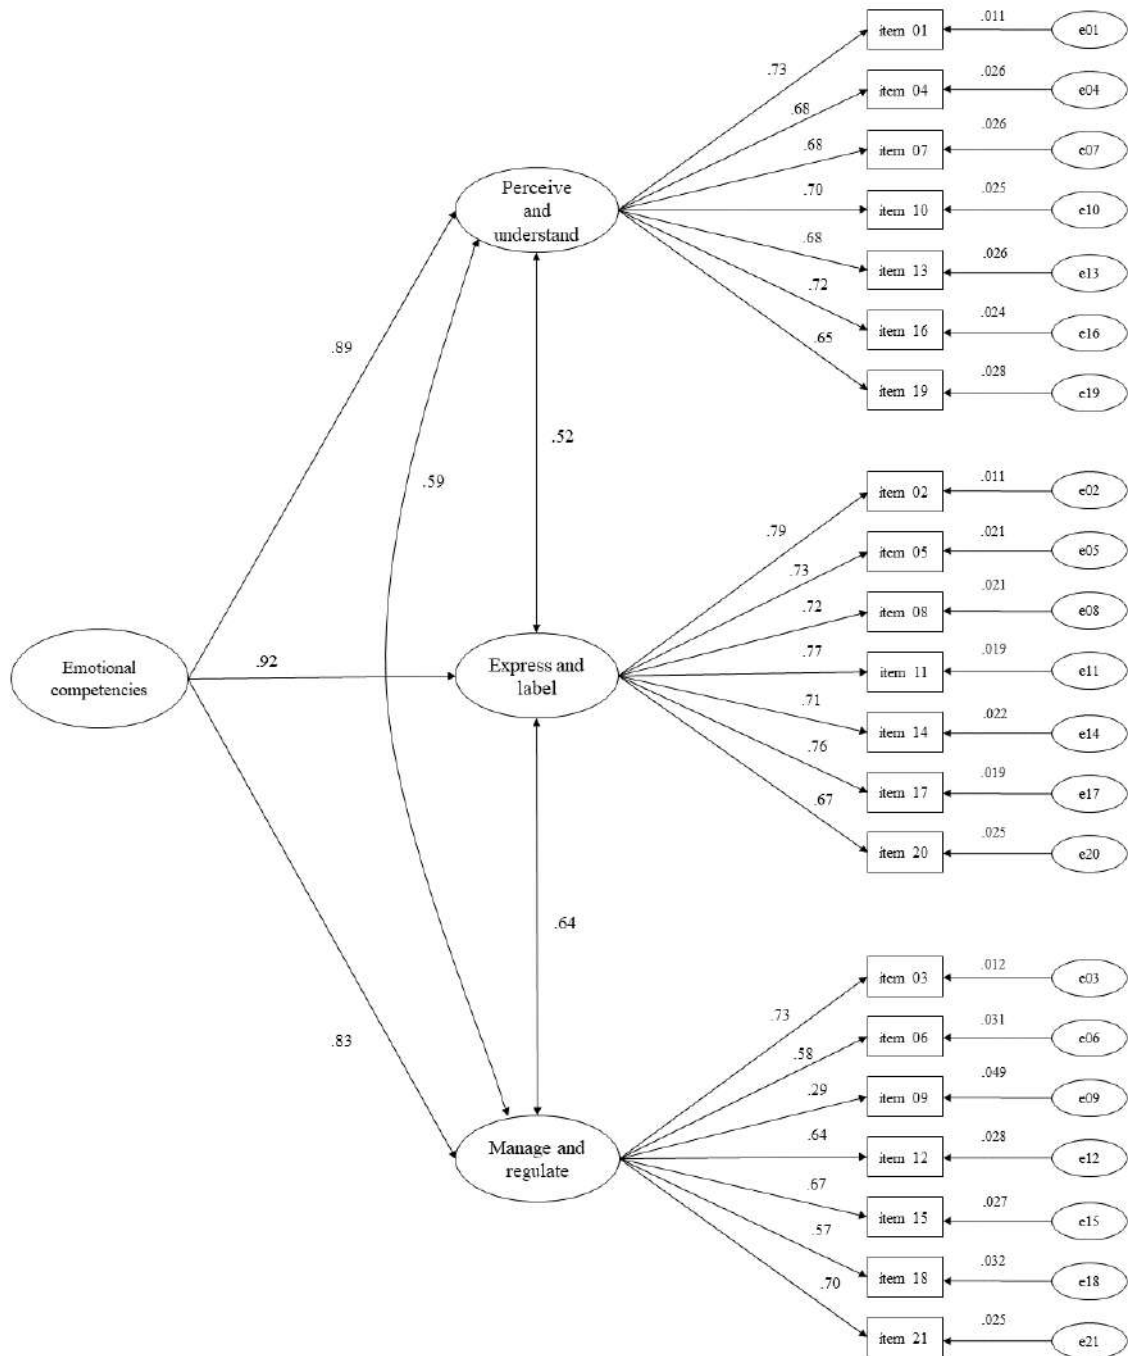 Emotional
competencies
.89
.92
.83
Perceive
and
understand
.52
.59
Express and
label
.64
Manage and
regulate
.73
item 01
.011
e01
.68
item 04
.026
e04
.68
item 07
.026
e07
.70
item 10
.025
e10
.68
item 13
.026
e13
.72
item 16
.024
e16
.65
item 19
.028
e19
.79
item 02
.011
e02
.73
item 05
.021
e05
.72
item 08
.021
e08
.77
item 11
.019
e11
.71
item 14
.022
e14
.76
item 17
.019
e17
.67
item 20
.025
e20
.73
item 03
.012
e03
.58
item 06
.031
e06
.29
item 09
.049
e09
.64
item 12
.028
e12
.67
item 15
.027
e15
.57
item 18
.032
e18
.70
item 21
.025
e21